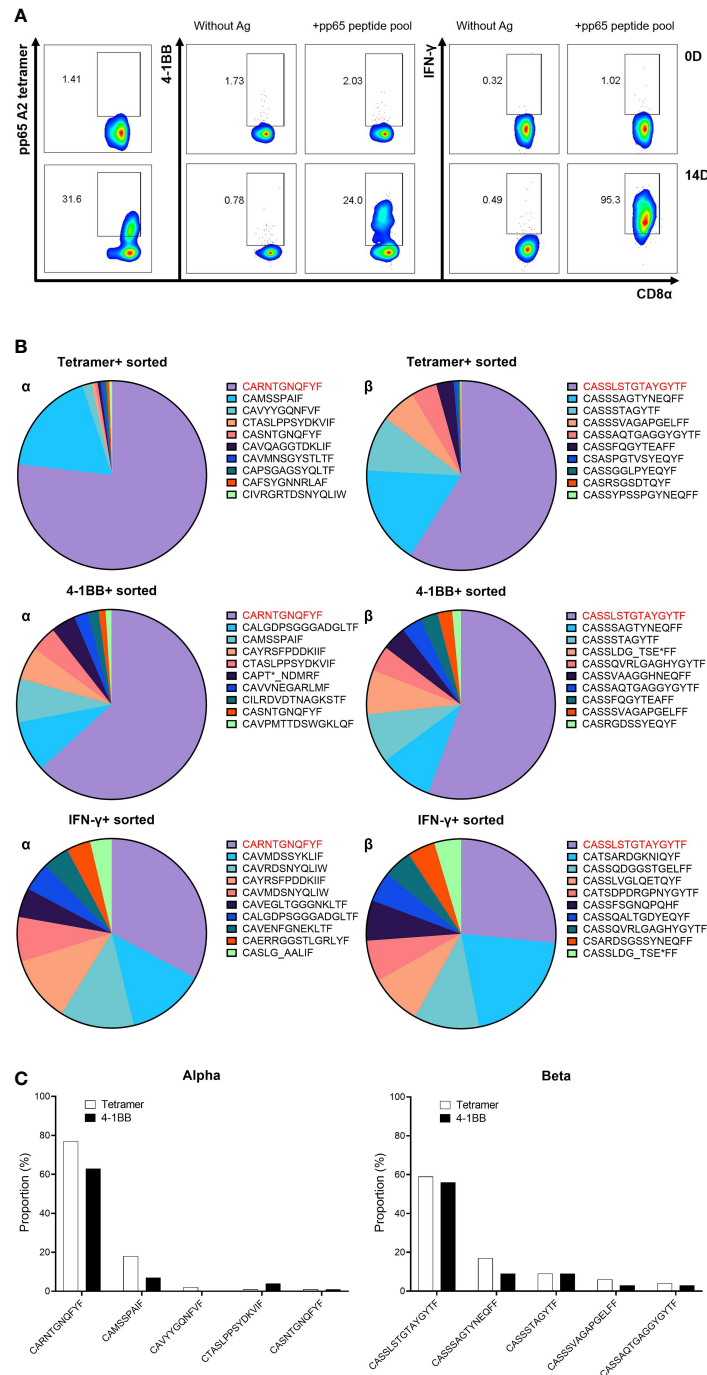 A
Without Ag
+pp65 peptide pool
Without Ag
+pp65 peptide pool
pp65 A2 tetramer
4-1BB
IFN-γ
1.41
1.73
2.03
0.32
1.02
0D
31.6
0.78
24.0
0.49
95.3
14D
CD8α
B
Tetramer+ sorted
α
CARNTGNQFYF
CAMSSPAIF
CAVYYGQNFVF
CTASLPPSYDKVIF
CASNTGNQFYF
CAVQAGGTDKLIF
CAVMNSGYSTLTF
CAPSGAGSYQLTF
CAFSYGNNRLAF
CIVRGRTDSNYQLIW
Tetramer+ sorted
β
CASSLSTGTAYGYTF
CASSSAGTYNEQFF
CASSSTAGYTF
CASSSVAGAPGELFF
CASSAQTGAGGYGYTF
CASSFQGYTEAFF
CSASPGTVSYEQYF
CASSGGLPYEQYF
CASRSGSDTQYF
CASSYPSSPGYNEQFF
4-1BB+ sorted
α
CARNTGNQFYF
CALGDPSGGGADGLTF
CAMSSPAIF
CAYRSFPDDKIIF
CTASLPPSYDKVIF
CAPT*_NDMRF
CAVVNEGARLMF
CILRDVDTNAGKSTF
CASNTGNQFYF
CAVPMTTDSWGKLQF
4-1BB+ sorted
β
CASSLSTGTAYGYTF
CASSSAGTYNEQFF
CASSSTAGYTF
CASSLDG_TSE*FF
CASSQVRLGAGHYGYTF
CASSVAAGGHNEQFF
CASSAQTGAGGYGYTF
CASSFQGYTEAFF
CASSSVAGAPGELFF
CASRGDSSYEQYF
IFN-γ+ sorted
α
CARNTGNQFYF
CAVMDSSYKLIF
CAVRDSNYQLIW
CAYRSFPDDKIIF
CAVMDSNYQLIW
CAVEGLTGGGNKLTF
CALGDPSGGGADGLTF
CAVENFGNEKLTF
CAERRGGSTLGRLYF
CASLG_AALIF
IFN-γ+ sorted
β
CASSLSTGTAYGYTF
CATSARDGKNIQYF
CASSQDGGSTGELFF
CASSLVGLQETQYF
CATSDPDRGPNYGYTF
CASSFSGNQPQHF
CASSQALTGDYEQYF
CASSQVRLGAGHYGYTF
CSARDSGSSYNEQFF
CASSLDG_TSE*FF
C
Alpha
Proportion (%)
100
80
60
40
20
0
Tetramer
4-1BB
CARNTGNQFYF
CAMSSPAIF
CAVYYGQNFVF
CTASLPPSYDKVIF
CASNTGNQFYF
Beta
Proportion (%)
100
80
60
40
20
0
Tetramer
4-1BB
CASSLSTGTAYGYTF
CASSSAGTYNEQFF
CASSSTAGYTF
CASSSVAGAPGELFF
CASSAQTGAGGYGYTF